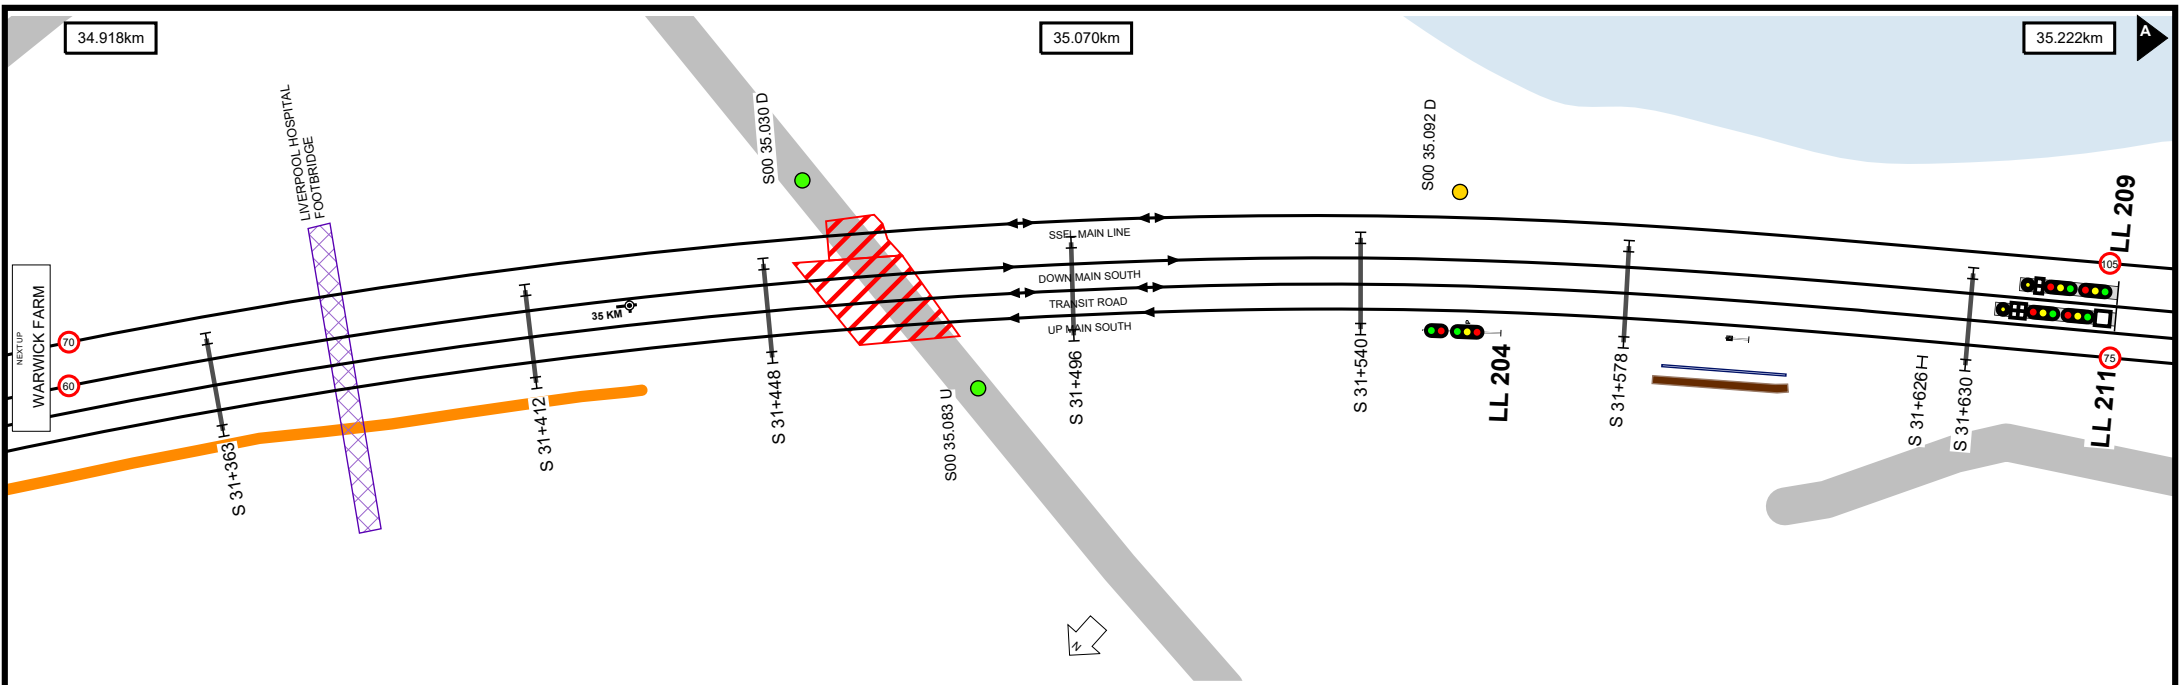 34.918km
35.070km
35.222km
A
LIVERPOOL HOSPITAL
FOOTBRIDGE
S00 35.030 D
S00 35.092 D
LL 209
SSFL MAIN LINE
DOWN MAIN SOUTH
TRANSIT ROAD
UP MAIN SOUTH
105
NEXT UP
WARWICK FARM
70
60
35 KM
75
S 31+363
S 31+412
S 31+448
S00 35.083 U
S 31+496
S 31+540
LL 204
S 31+578
S 31+626
S 31+630
LL 211
N